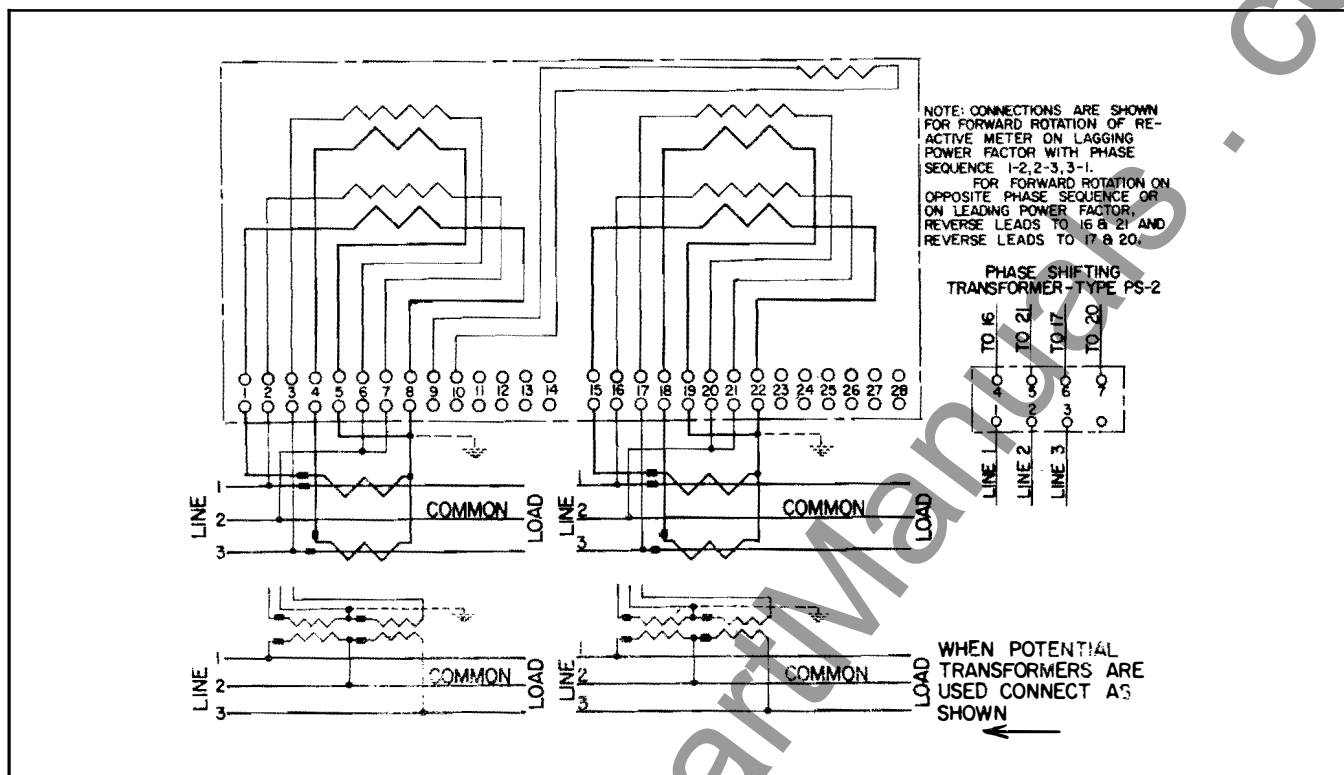 NOTE: CONNECTIONS ARE SHOWN
FOR FORWARD ROTATION OF RE-
ACTIVE METER ON LAGGING
POWER FACTOR WITH PHASE
SEQUENCE 1-2,2-3,3-1.
FOR FORWARD ROTATION ON
OPPOSITE PHASE SEQUENCE OR
ON LEADING POWER FACTOR,
REVERSE LEADS TO 16 & 21 AND
REVERSE LEADS TO 17 & 20.
PHASE SHIFTING
TRANSFORMER-TYPE PS-2
TO 16
TO 21
TO 17
TO 20
4 5 6 7
1 2 3
LINE 1
LINE 2
LINE 3
1 2 3 4 5 6 7 8 9 10 11 12 13 14
15 16 17 18 19 20 21 22 23 24 25 26 27 28
LINE
1
2
3
COMMON
LOAD
LINE
1
2
3
COMMON
LOAD
LINE
1
2
3
COMMON
LOAD
LINE
1
2
3
COMMON
LOAD
WHEN POTENTIAL
TRANSFORMERS ARE
USED CONNECT AS
SHOWN
artManuals . c